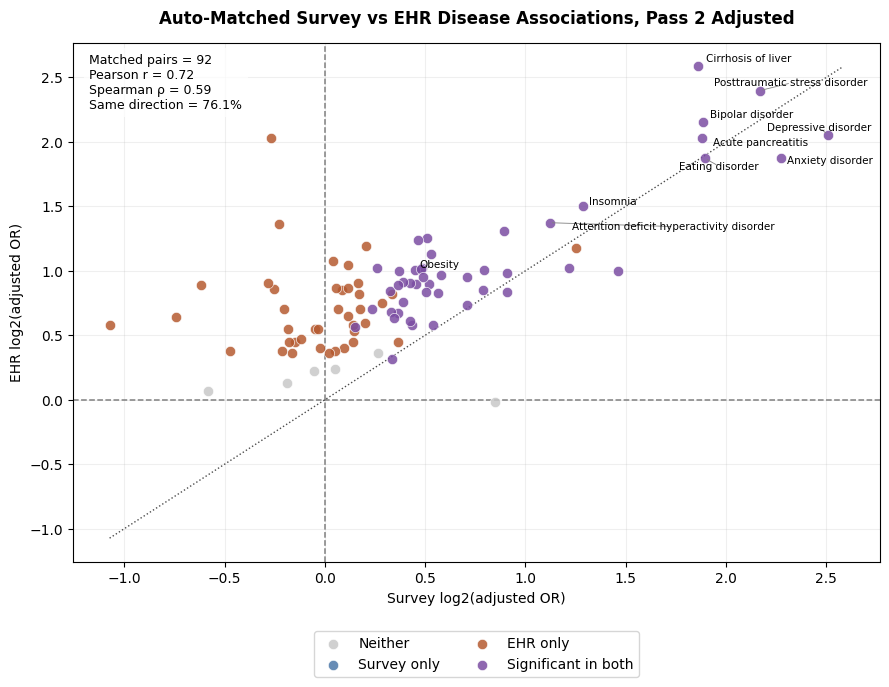 Auto-Matched Survey vs EHR Disease Associations, Pass 2 Adjusted
Matched pairs = 92
Pearson r = 0.72
Spearman ρ = 0.59
Same direction = 76.1%
Cirrhosis of liver
Posttraumatic stress disorder
Bipolar disorder
Depressive disorder
Acute pancreatitis
Anxiety disorder
Eating disorder
Insomnia
Attention deficit hyperactivity disorder
Obesity
EHR log2(adjusted OR)
2.5
2.0
1.5
1.0
0.5
0.0
−0.5
−1.0
−1.0
−0.5
0.0
0.5
1.0
1.5
2.0
2.5
Survey log2(adjusted OR)
Neither
Survey only
EHR only
Significant in both